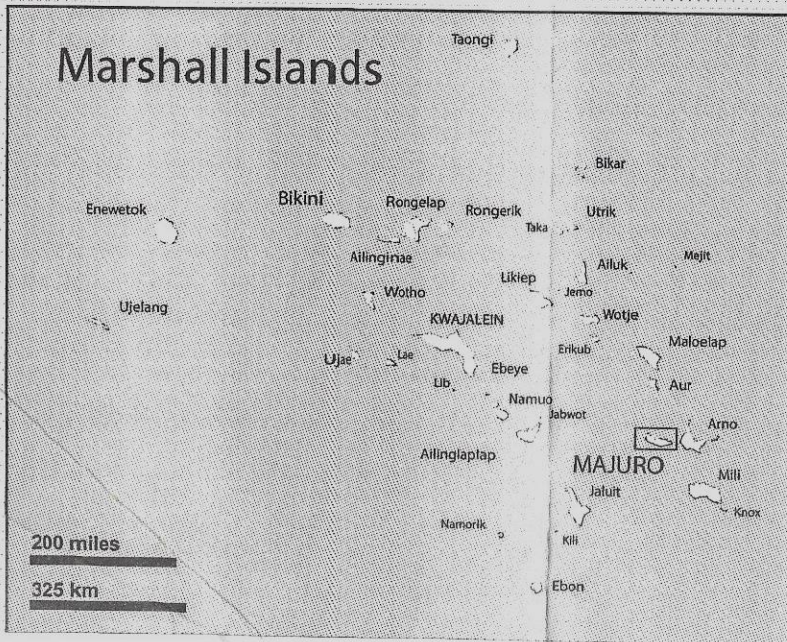 Taongi
Marshall Islands
Bikar
Enewetok
Bikini
Rongelap
Rongerik
Taka
Utrik
Ailinginae
Likiep
Ailuk
Mejit
Jemo
Wotho
Ujelang
KWAJALEIN
Wotje
Erikub
Maloelap
Ujae
Lae
Ebeye
Aur
Lib
Namuo
Jabwot
Arno
Ailinglaplap
MAJURO
Jaluit
Mili
Knox
Namorik
Kili
200 miles
325 km
Ebon